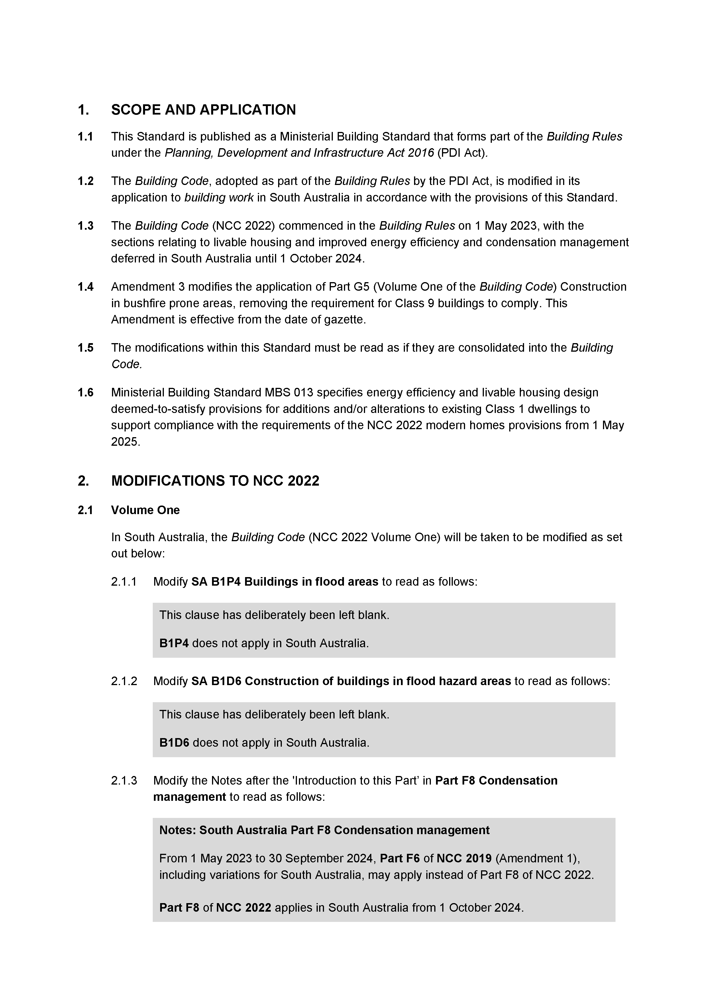 1. SCOPE AND APPLICATION
1.1 This Standard is published as a Ministerial Building Standard that forms part of the Building Rules
under the Planning, Development and Infrastructure Act 2016 (PDI Act).
1.2 The Building Code, adopted as part of the Building Rules by the PDI Act, is modified in its
application to building work in South Australia in accordance with the provisions of this Standard.
1.3 The Building Code (NCC 2022) commenced in the Building Rules on 1 May 2023, with the
sections relating to livable housing and improved energy efficiency and condensation management
deferred in South Australia until 1 October 2024.
1.4 Amendment 3 modifies the application of Part G5 (Volume One of the Building Code) Construction
in bushfire prone areas, removing the requirement for Class 9 buildings to comply. This
Amendment is effective from the date of gazette.
1.5 The modifications within this Standard must be read as if they are consolidated into the Building
Code.
1.6 Ministerial Building Standard MBS 013 specifies energy efficiency and livable housing design
deemed-to-satisfy provisions for additions and/or alterations to existing Class 1 dwellings to
support compliance with the requirements of the NCC 2022 modern homes provisions from 1 May
2025.
2. MODIFICATIONS TO NCC 2022
2.1 Volume One
In South Australia, the Building Code (NCC 2022 Volume One) will be taken to be modified as set
out below:
2.1.1 Modify SA B1P4 Buildings in flood areas to read as follows:
This clause has deliberately been left blank.
B1P4 does not apply in South Australia.
2.1.2 Modify SA B1D6 Construction of buildings in flood hazard areas to read as follows:
This clause has deliberately been left blank.
B1D6 does not apply in South Australia.
2.1.3 Modify the Notes after the 'Introduction to this Part’ in Part F8 Condensation
management to read as follows:
Notes: South Australia Part F8 Condensation management
From 1 May 2023 to 30 September 2024, Part F6 of NCC 2019 (Amendment 1),
including variations for South Australia, may apply instead of Part F8 of NCC 2022.
Part F8 of NCC 2022 applies in South Australia from 1 October 2024.